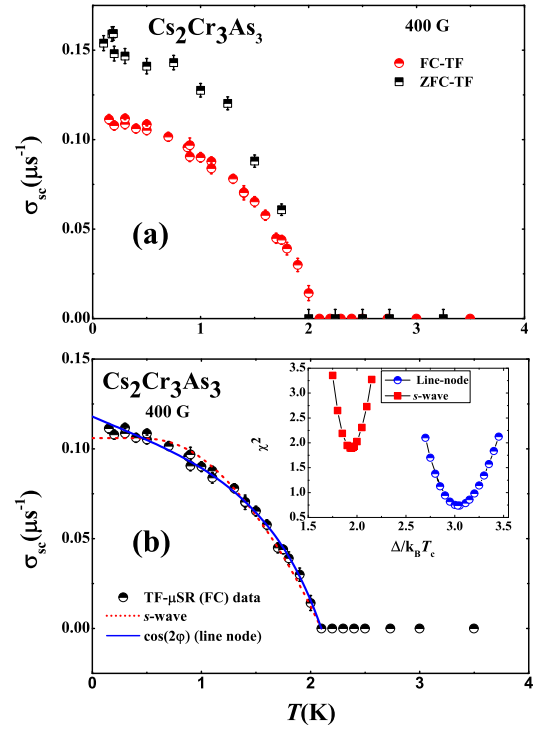 Cs2Cr3As3
400 G
FC-TF
ZFC-TF
0.15
0.10
0.05
0.00
σsc(μs-1)
(a)
0 1 2 3 4
Cs2Cr3As3
400 G
0.15
0.10
0.05
0.00
σsc(μs-1)
3.5
3.0
2.5
2.0
1.5
1.0
0.5
χ2
Line-node
s-wave
1.5 2.0 2.5 3.0 3.5
Δ/kBTc
(b)
TF-μSR (FC) data
s-wave
cos(2φ) (line node)
0 1 2 3 4
T(K)